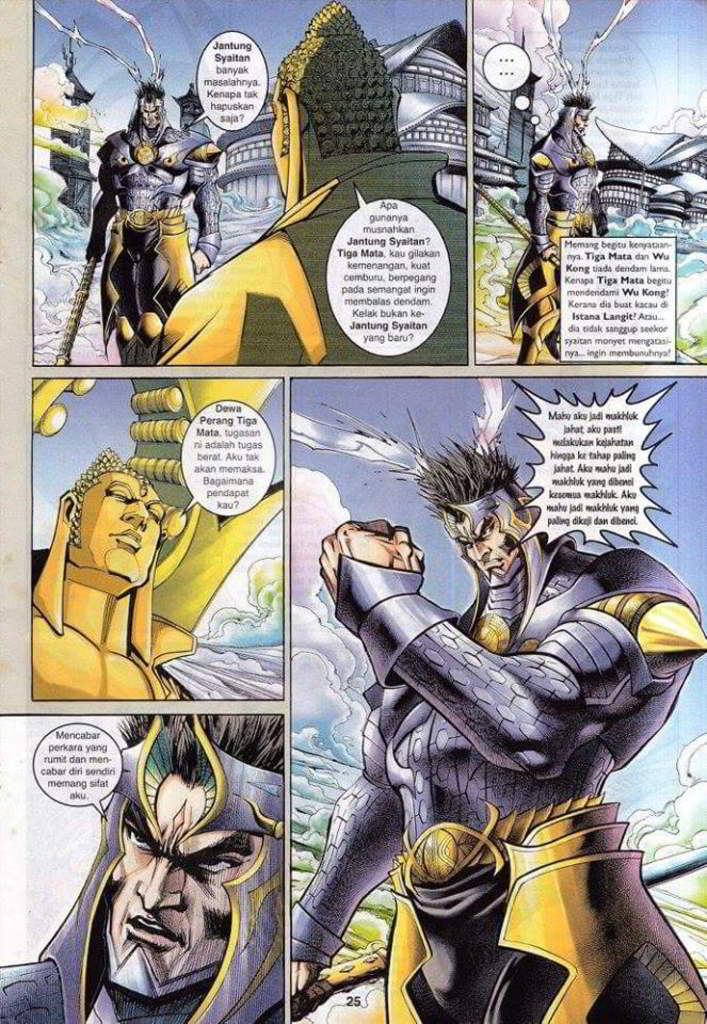 Jantung
Syaitan
banyak
masalahnya.
Kenapa tak
hapuskan
saja?
Apa
gunanya
musnahkan
Jantung Syaitan?
Tiga Mata, kau gilakan
kemenangan, kuat
cemburu, berpegang
pada semangat ingin
membalas dendam.
Kelak bukan ke-
Jantung Syaitan
yang baru?
...
...
Memang begitu kenyataan-
nya. Tiga Mata dan Wu
Kong tiada dendam lama.
Kenapa Tiga Mata begitu
mendendami Wu Kong?
Kerana dia buat kacau di
Istana Langit? Atau...
dia tidak sanggup seekor
syaitan monyet mengatasi-
nya... ingin membunuhnya?
Dewa
Perang Tiga
Mata, tugasan
ni adalah tugas
berat. Aku tak
akan memaksa.
Bagaimana
pendapat
kau?
Mahu aku jadi makhluk
jahat, aku pasti
melakukan kejahatan
hingga ke tahap paling
jahat. Aku mahu jadi
makhluk yang dibenci
kesemua makhluk. Aku
mahu jadi makhluk yang
paling dikeji dan dibenci.
Mencabar
perkara yang
rumit dan men-
cabar diri sendiri
memang sifat
aku.
25